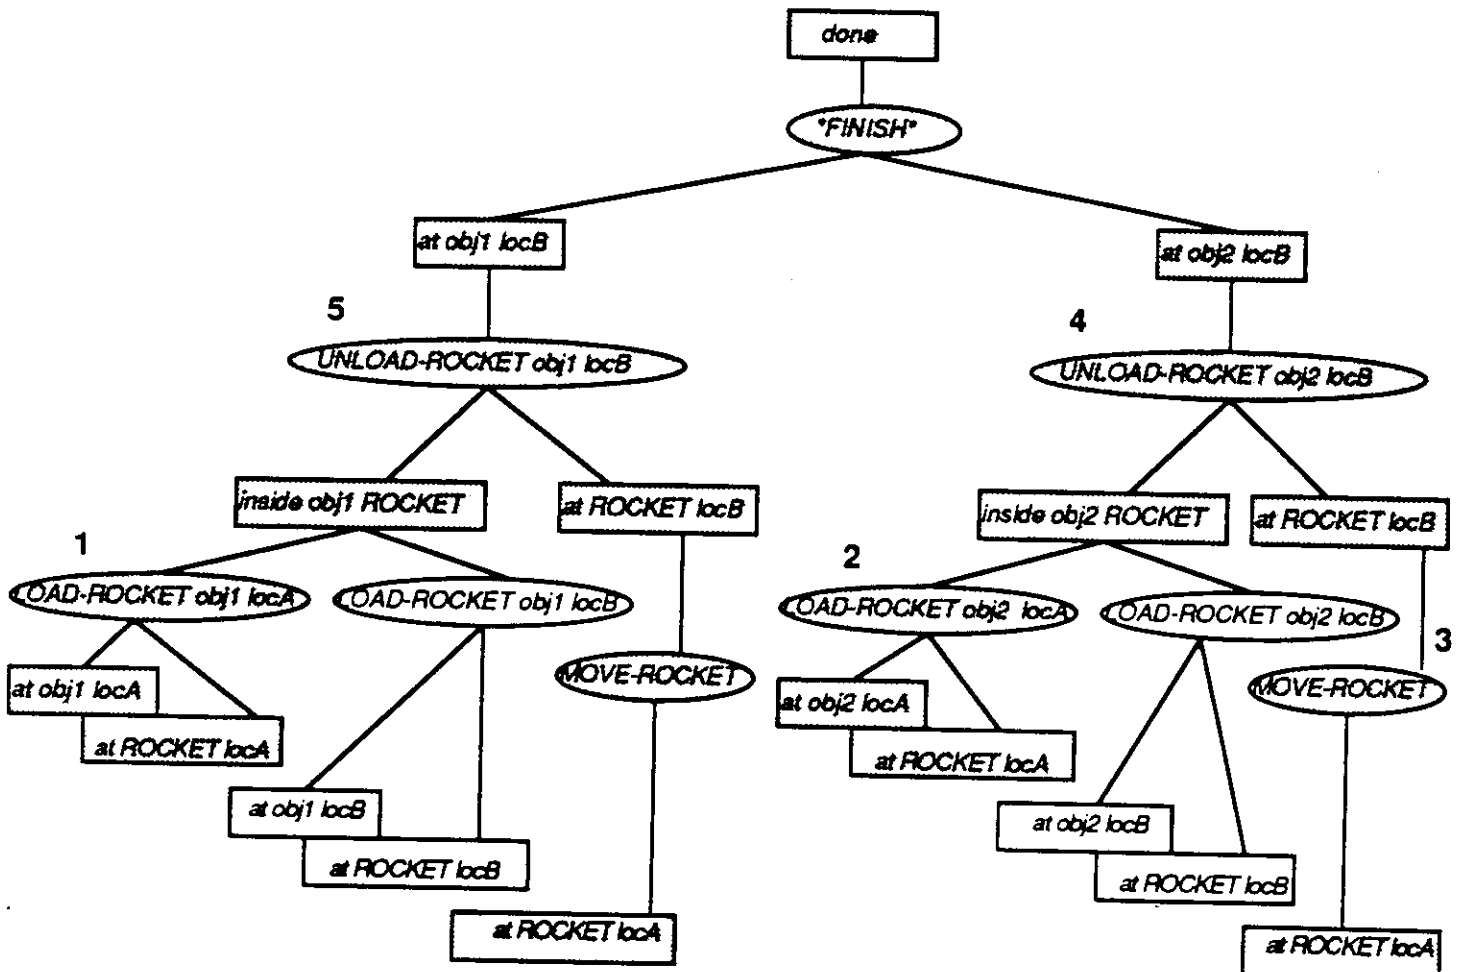 done
*FINISH*
at obj1 locB
at obj2 locB
5
4
UNLOAD-ROCKET obj1 locB
UNLOAD-ROCKET obj2 locB
inside obj1 ROCKET
at ROCKET locB
inside obj2 ROCKET
at ROCKET locB
1
2
LOAD-ROCKET obj1 locA
LOAD-ROCKET obj1 locB
LOAD-ROCKET obj2 locA
LOAD-ROCKET obj2 locB
3
at obj1 locA
MOVE-ROCKET
at obj2 locA
MOVE-ROCKET
at ROCKET locA
at ROCKET locA
at obj1 locB
at obj2 locB
at ROCKET locB
at ROCKET locB
at ROCKET locA
at ROCKET locA